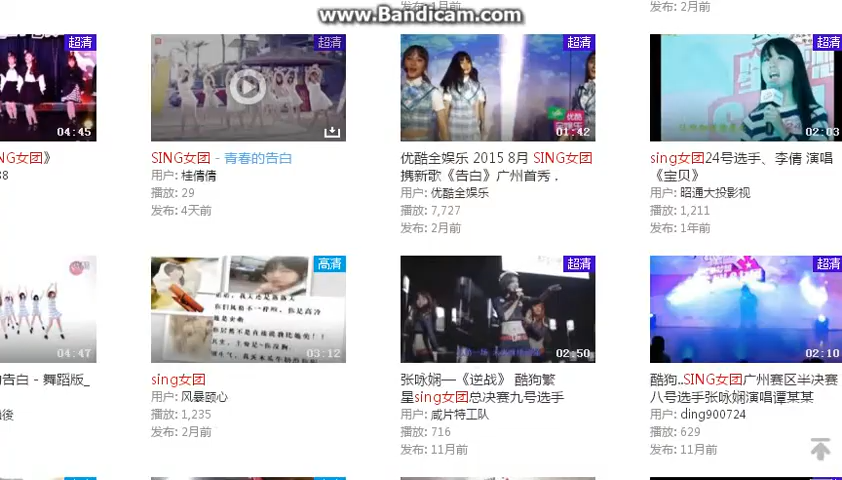 www.Bandicam.com
发布: 1月前
发布: 2月前
超清
超清
超清
超清
04:45
01:42
02:03
NG女团》
SING女团 - 青春的告白
优酷全娱乐 2015 8月 SING女团
sing女团24号选手、李倩 演唱
88
用户: 桂倩倩
携新歌《告白》广州首秀 .
《宝贝》
播放: 29
用户: 优酷全娱乐
用户: 昭通大投影视
发布: 4天前
播放: 7,727
播放: 1,211
发布: 2月前
发布: 1年前
高清
超清
超清
04:47
03:12
02:50
02:10
告白 - 舞蹈版_
sing女团
张咏娴—《逆战》 酷狗繁
酷狗..SING女团广州赛区半决赛
用户: 风暴颐心
星sing女团总决赛九号选手
八号选手张咏娴演唱谭某某
播放: 1,235
用户: 咸片特工队
用户: ding900724
发布: 2月前
播放: 716
播放: 629
发布: 11月前
发布: 11月前